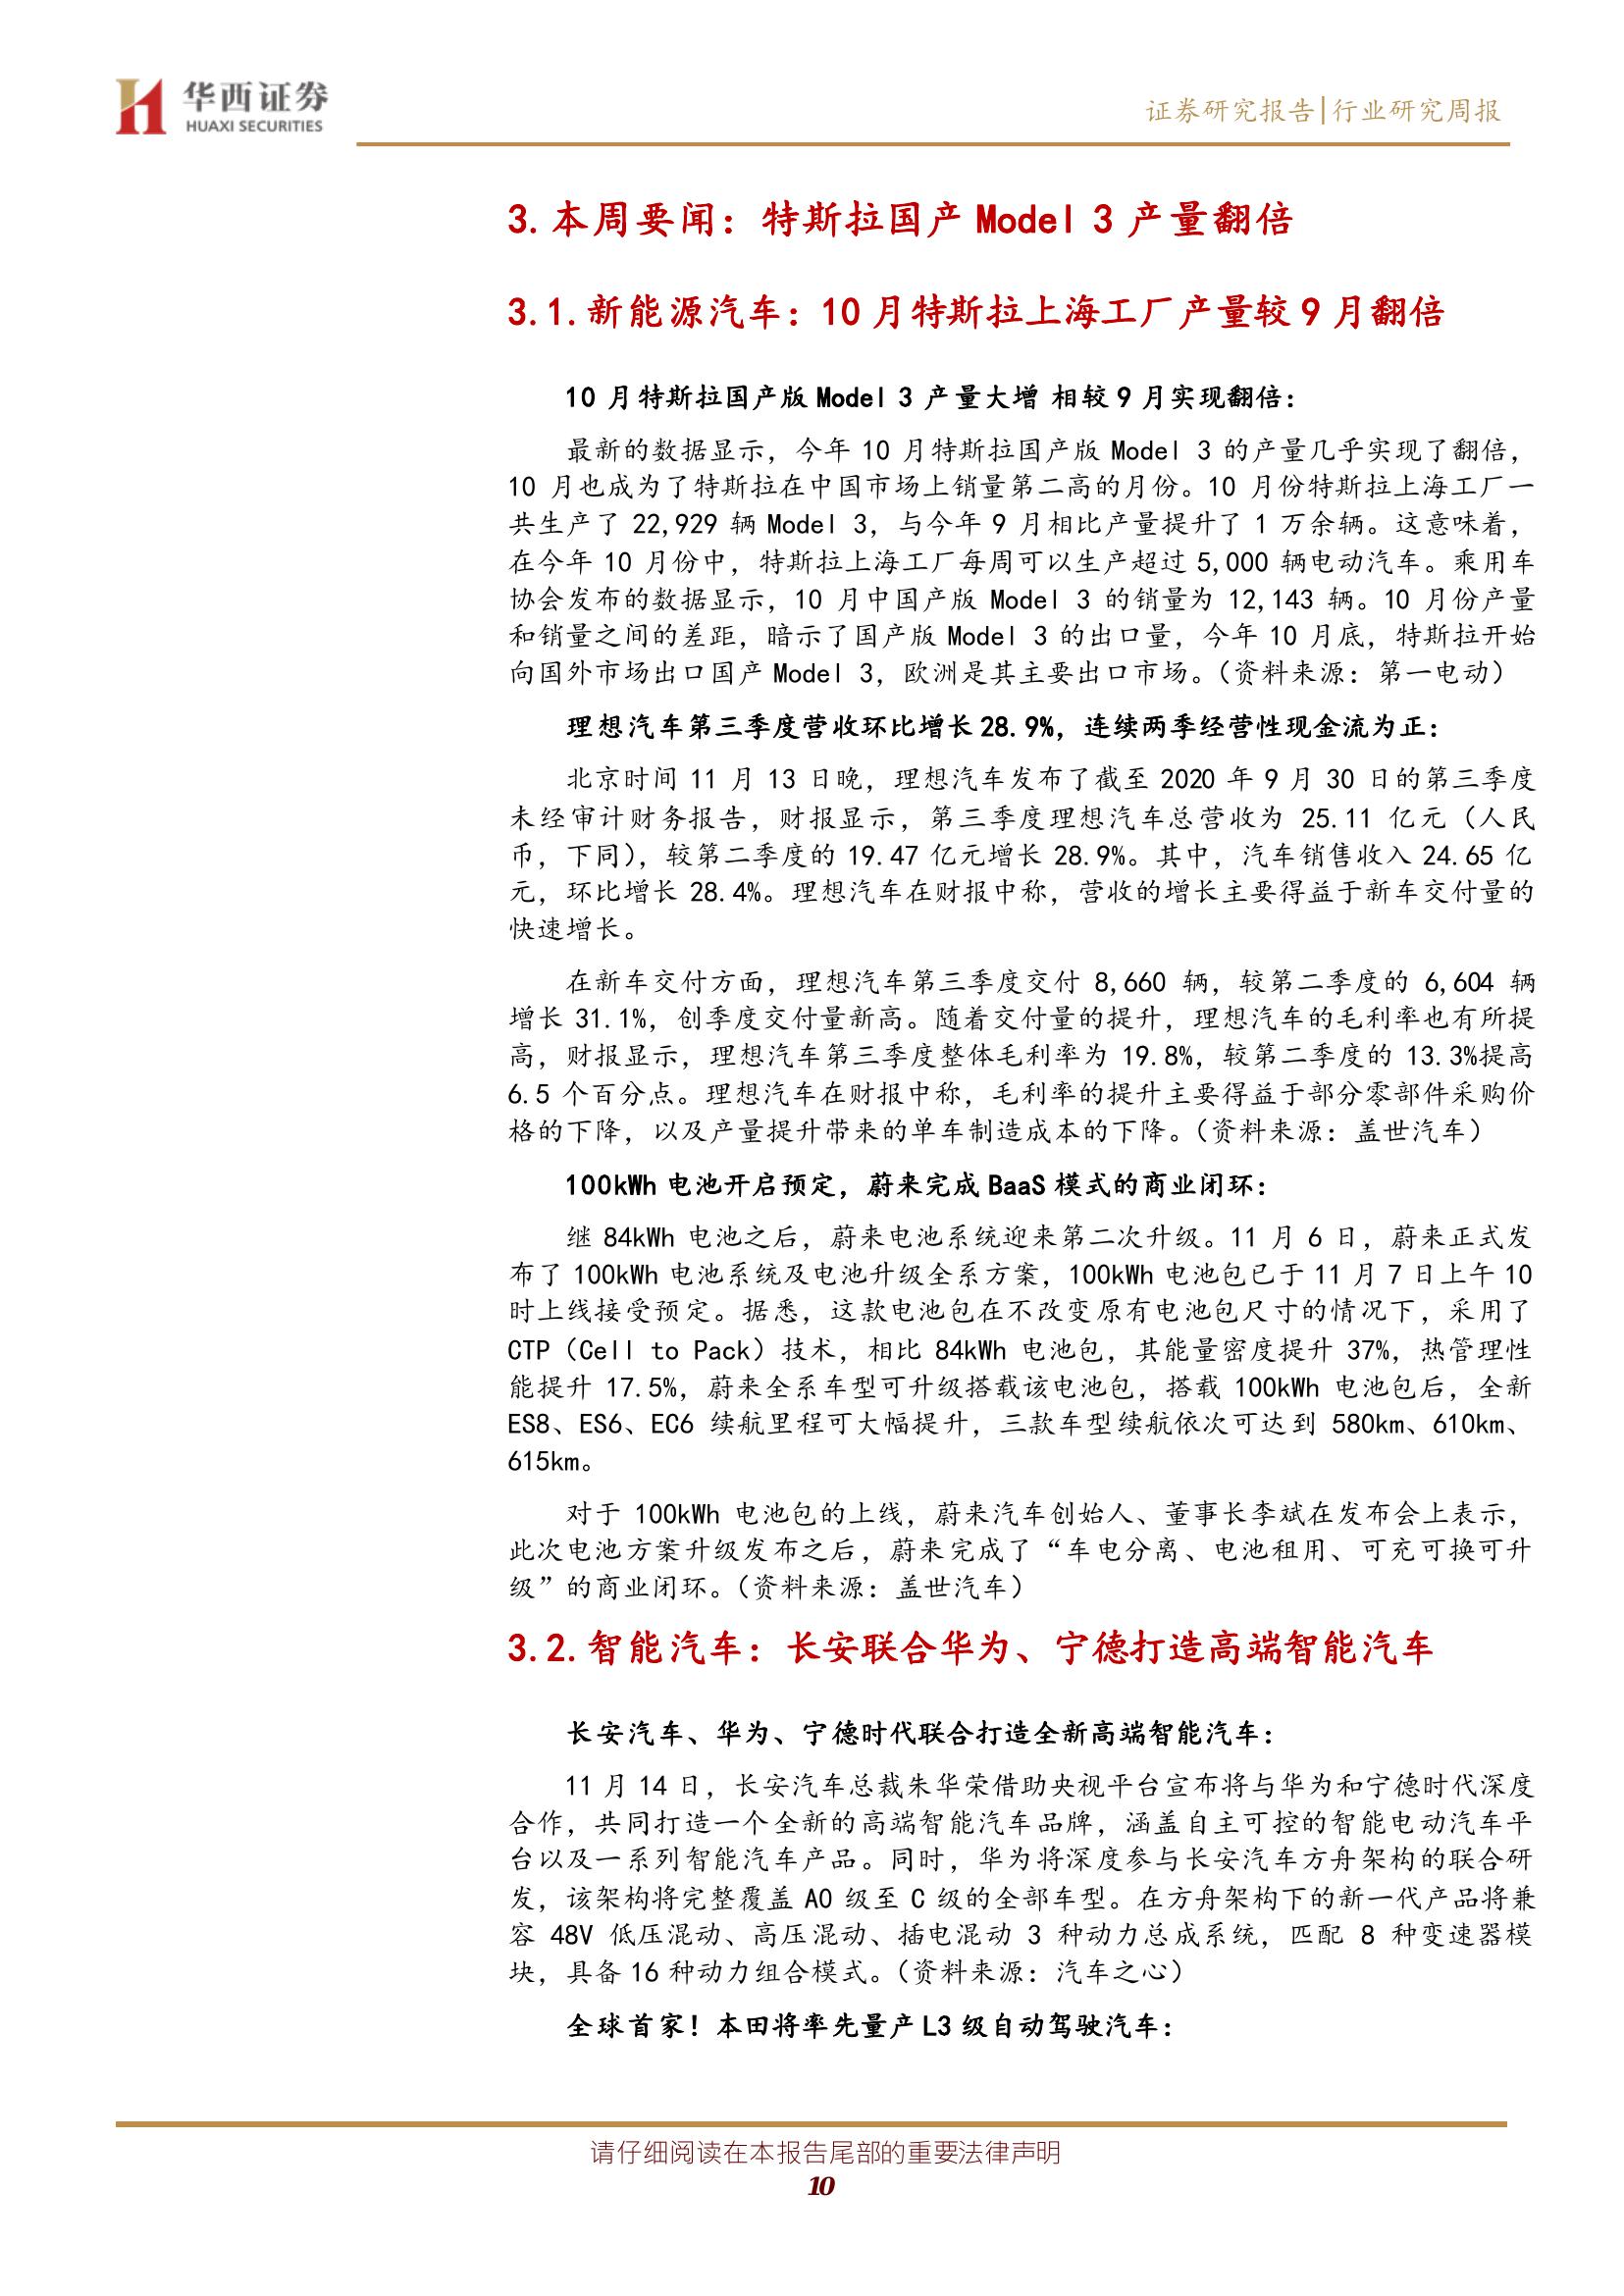 华西证券
HUAXI SECURITIES
证券研究报告|行业研究周报
3.本周要闻：特斯拉国产 Model 3 产量翻倍
3.1.新能源汽车：10 月特斯拉上海工厂产量较 9 月翻倍
10 月特斯拉国产版 Model 3 产量大增 相较 9 月实现翻倍：
最新的数据显示，今年 10 月特斯拉国产版 Model 3 的产量几乎实现了翻倍，
10 月也成为了特斯拉在中国市场上销量第二高的月份。10 月份特斯拉上海工厂一
共生产了 22,929 辆 Model 3，与今年 9 月相比产量提升了 1 万余辆。这意味着，
在今年 10 月份中，特斯拉上海工厂每周可以生产超过 5,000 辆电动汽车。乘用车
协会发布的数据显示，10 月中国产版 Model 3 的销量为 12,143 辆。10 月份产量
和销量之间的差距，暗示了国产版 Model 3 的出口量，今年 10 月底，特斯拉开始
向国外市场出口国产 Model 3，欧洲是其主要出口市场。（资料来源：第一电动）
理想汽车第三季度营收环比增长 28.9%，连续两季经营性现金流为正：
北京时间 11 月 13 日晚，理想汽车发布了截至 2020 年 9 月 30 日的第三季度
未经审计财务报告，财报显示，第三季度理想汽车总营收为 25.11 亿元（人民
币，下同），较第二季度的 19.47 亿元增长 28.9%。其中，汽车销售收入 24.65 亿
元，环比增长 28.4%。理想汽车在财报中称，营收的增长主要得益于新车交付量的
快速增长。
在新车交付方面，理想汽车第三季度交付 8,660 辆，较第二季度的 6,604 辆
增长 31.1%，创季度交付量新高。随着交付量的提升，理想汽车的毛利率也有所提
高，财报显示，理想汽车第三季度整体毛利率为 19.8%，较第二季度的 13.3%提高
6.5 个百分点。理想汽车在财报中称，毛利率的提升主要得益于部分零部件采购价
格的下降，以及产量提升带来的单车制造成本的下降。（资料来源：盖世汽车）
100kWh 电池开启预定，蔚来完成 BaaS 模式的商业闭环：
继 84kWh 电池之后，蔚来电池系统迎来第二次升级。11 月 6 日，蔚来正式发
布了 100kWh 电池系统及电池升级全系方案，100kWh 电池包已于 11 月 7 日上午 10
时上线接受预定。据悉，这款电池包在不改变原有电池包尺寸的情况下，采用了
CTP（Cell to Pack）技术，相比 84kWh 电池包，其能量密度提升 37%，热管理性
能提升 17.5%，蔚来全系车型可升级搭载该电池包，搭载 100kWh 电池包后，全新
ES8、ES6、EC6 续航里程可大幅提升，三款车型续航依次可达到 580km、610km、
615km。
对于 100kWh 电池包的上线，蔚来汽车创始人、董事长李斌在发布会上表示，
此次电池方案升级发布之后，蔚来完成了“车电分离、电池租用、可充可换可升
级”的商业闭环。（资料来源：盖世汽车）
3.2.智能汽车：长安联合华为、宁德打造高端智能汽车
长安汽车、华为、宁德时代联合打造全新高端智能汽车：
11 月 14 日，长安汽车总裁朱华荣借助央视平台宣布将与华为和宁德时代深度
合作，共同打造一个全新的高端智能汽车品牌，涵盖自主可控的智能电动汽车平
台以及一系列智能汽车产品。同时，华为将深度参与长安汽车方舟架构的联合研
发，该架构将完整覆盖 A0 级至 C 级的全部车型。在方舟架构下的新一代产品将兼
容 48V 低压混动、高压混动、插电混动 3 种动力总成系统，匹配 8 种变速器模
块，具备 16 种动力组合模式。（资料来源：汽车之心）
全球首家！本田将率先量产 L3 级自动驾驶汽车：
请仔细阅读在本报告尾部的重要法律声明
10